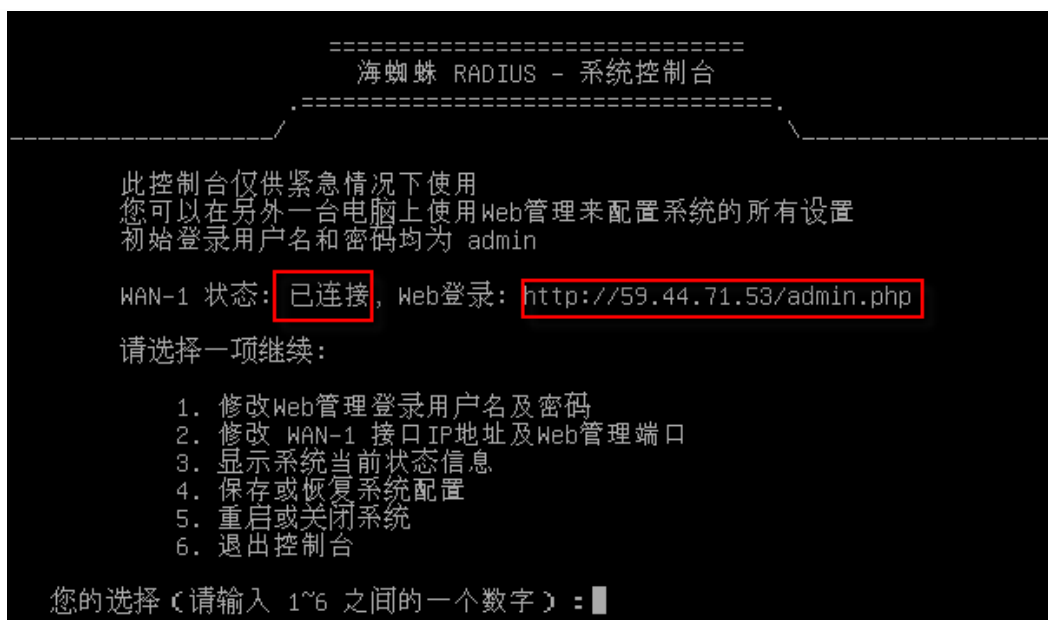 ==============================
海蜘蛛 RADIUS - 系统控制台
.==================================.
___________________/ \__________________
此控制台仅供紧急情况下使用
您可以在另外一台电脑上使用Web管理来配置系统的所有设置
初始登录用户名和密码均为 admin
WAN-1 状态: 已连接, Web登录: http://59.44.71.53/admin.php
请选择一项继续:
1. 修改Web管理登录用户名及密码
2. 修改 WAN-1 接口IP地址及Web管理端口
3. 显示系统当前状态信息
4. 保存或恢复系统配置
5. 重启或关闭系统
6. 退出控制台
您的选择(请输入 1~6 之间的一个数字):